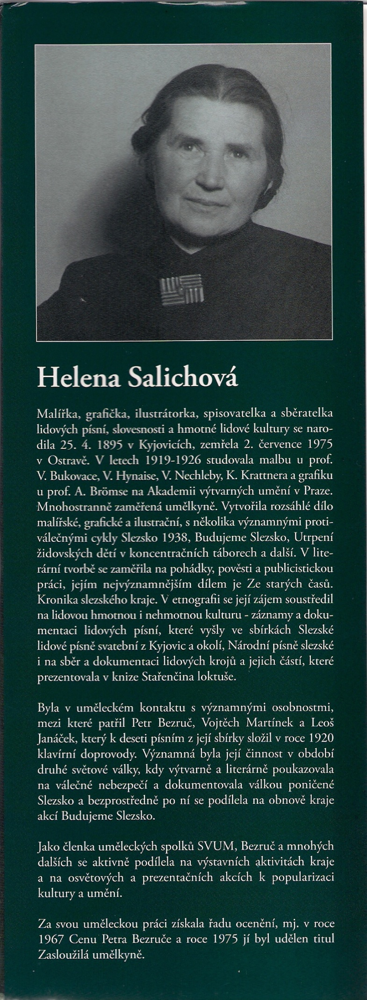 Helena Salichová
Malířka, grafička, ilustrátorka, spisovatelka a sběratelka
lidových písní, slovesnosti a hmotné lidové kultury se naro-
dila 25. 4. 1895 v Kyjovicích, zemřela 2. července 1975
v Ostravě. V letech 1919-1926 studovala malbu u prof.
V. Bukovace, V. Hynaise, V. Nechleby, K. Krattnera a grafiku
u prof. A. Brömse na Akademii výtvarných umění v Praze.
Mnohostranně zaměřená umělkyně. Vytvořila rozsáhlé dílo
malířské, grafické a ilustrační, s několika významnými proti-
válečnými cykly Slezsko 1938, Budujeme Slezsko, Utrpení
židovských dětí v koncentračních táborech a další. V lite-
rární tvorbě se zaměřila na pohádky, pověsti a publicistickou
práci, jejím nejvýznamnějším dílem je Ze starých časů.
Kronika slezského kraje. V etnografii se její zájem soustředil
na lidovou hmotnou i nehmotnou kulturu - záznamy a doku-
mentaci lidových písní, které vyšly ve sbírkách Slezské
lidové písně svatební z Kyjovic a okolí, Národní písně slezské
i na sběr a dokumentaci lidových krojů a jejich částí, které
prezentovala v knize Stařenčina loktuše.
Byla v uměleckém kontaktu s významnými osobnostmi,
mezi které patřil Petr Bezruč, Vojtěch Martínek a Leoš
Janáček, který k deseti písním z její sbírky složil v roce 1920
klavírní doprovody. Významná byla její činnost v období
druhé světové války, kdy výtvarně a literárně poukazovala
na válečné nebezpečí a dokumentovala válkou poničené
Slezsko a bezprostředně po ní se podílela na obnově kraje
akcí Budujeme Slezsko.
Jako členka uměleckých spolků SVUM, Bezruč a mnohých
dalších se aktivně podílela na výstavních aktivitách kraje
a na osvětových a prezentačních akcích k popularizaci
kultury a umění.
Za svou uměleckou práci získala řadu ocenění, mj. v roce
1967 Cenu Petra Bezruče a roce 1975 jí byl udělen titul
Zasloužilá umělkyně.